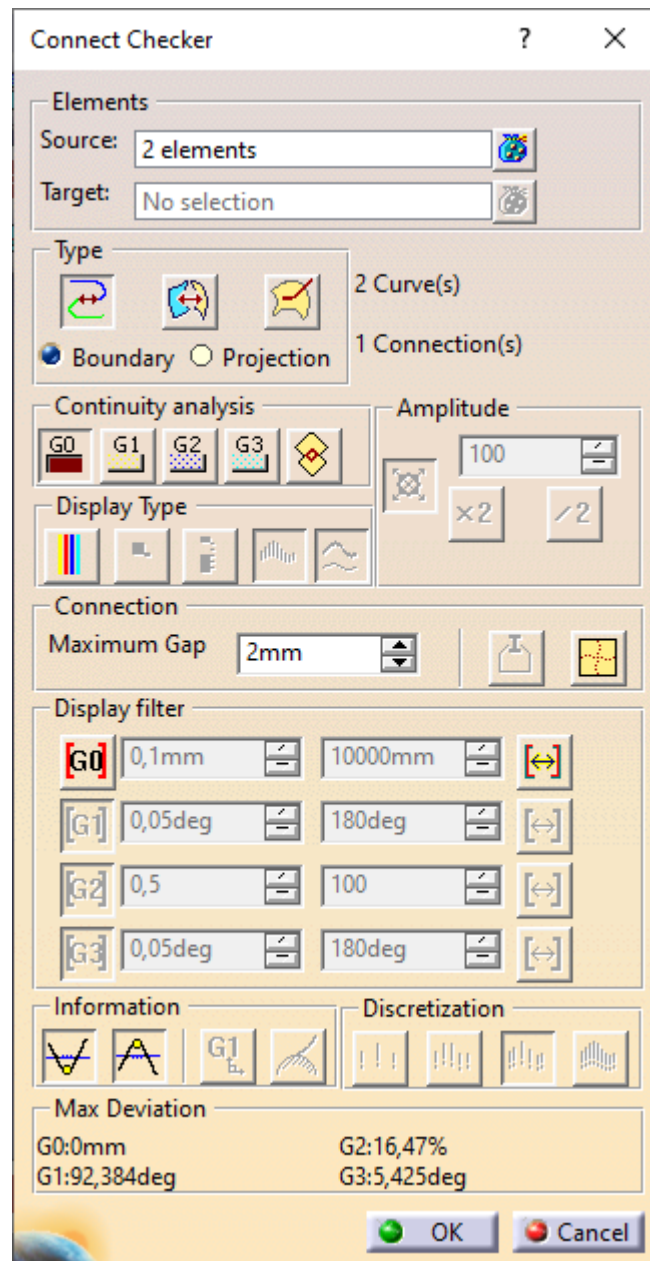 Connect Checker ? ×
Elements
Source: 2 elements
Target: No selection
Type
2 Curve(s)
Boundary Projection
1 Connection(s)
Continuity analysis
Amplitude
G0 G1 G2 G3
100
×2 /2
Display Type
Connection
Maximum Gap 2mm
Display filter
[G0] 0,1mm 10000mm
[G1] 0,05deg 180deg
[G2] 0,5 100
[G3] 0,05deg 180deg
Information
Discretization
G1
Max Deviation
G0:0mm G2:16,47%
G1:92,384deg G3:5,425deg
OK Cancel